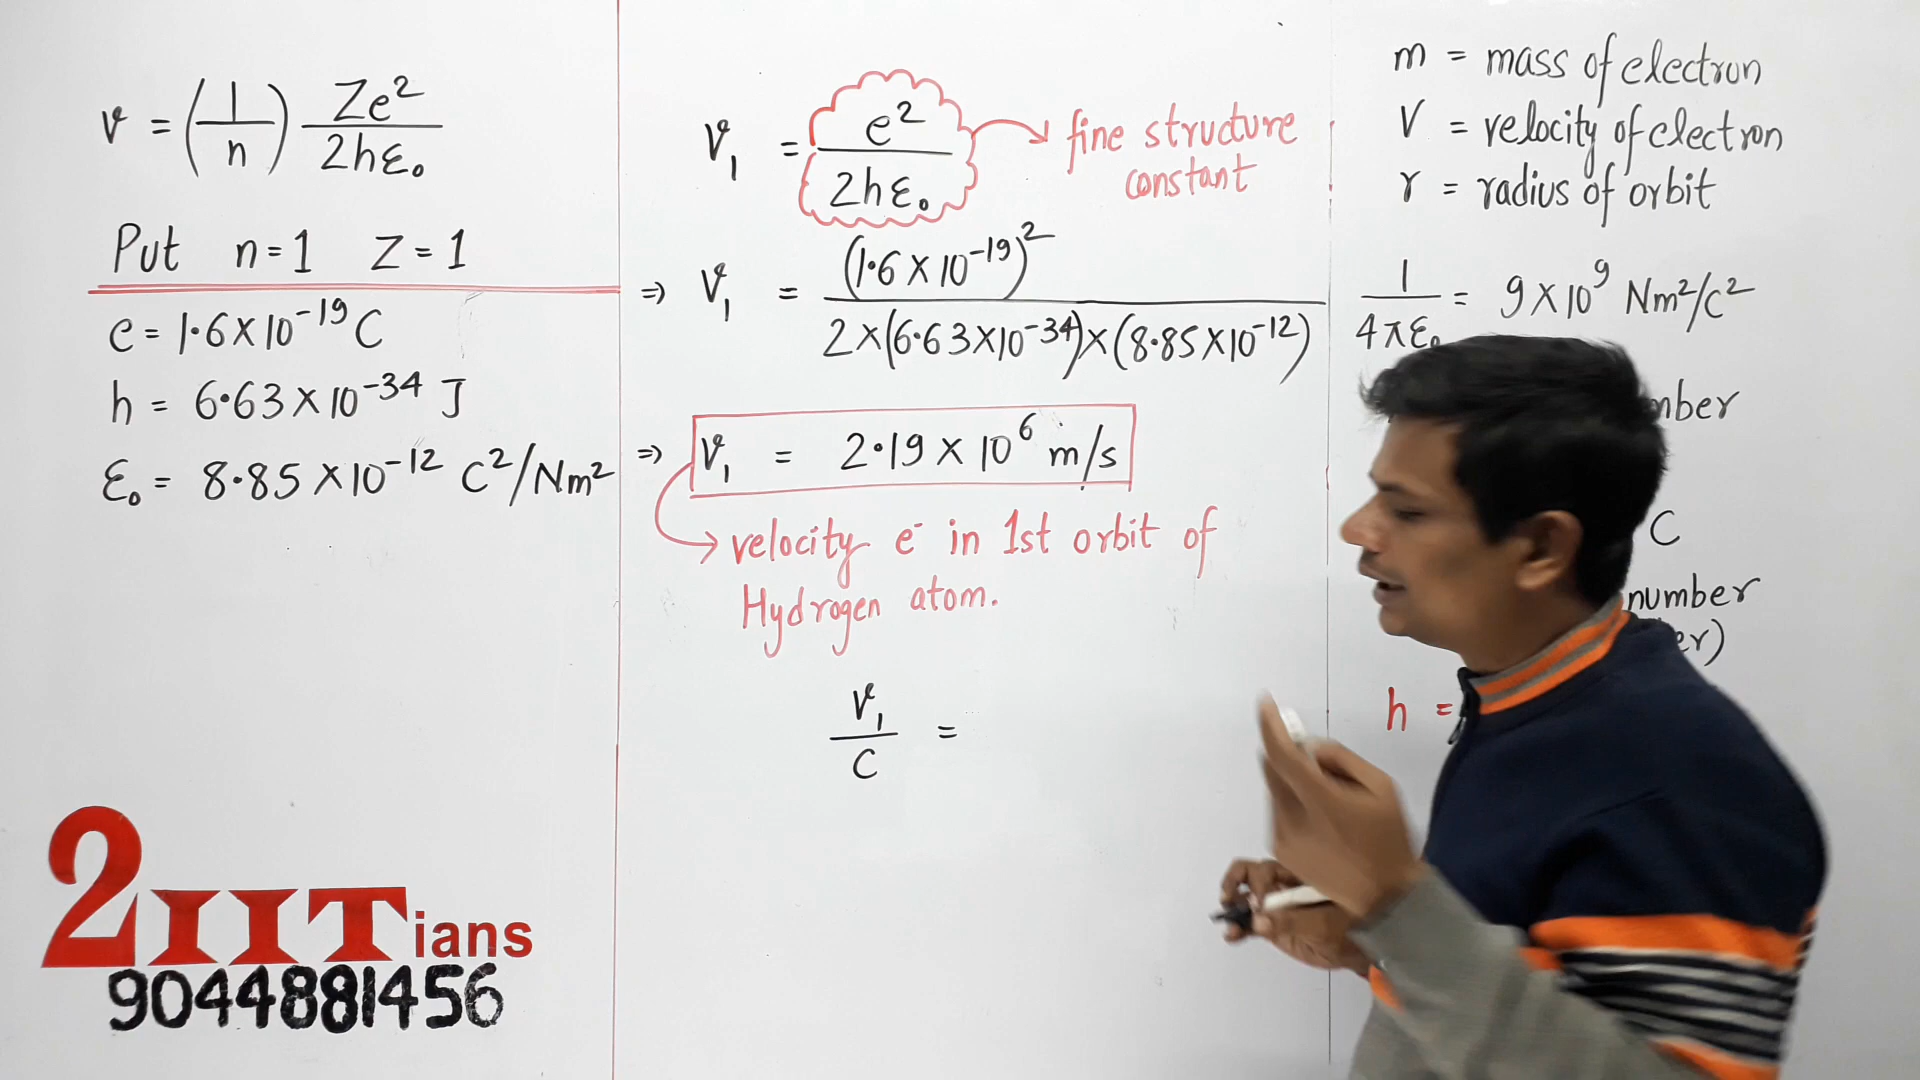 v = (1/n) Ze²/2hε₀
Put n=1 Z=1
e = 1.6×10⁻¹⁹ C
h = 6.63×10⁻³⁴ J
ε₀ = 8.85×10⁻¹² C²/Nm²
V₁ = e²/2hε₀ → fine structure
constant
⇒ V₁ = (1.6×10⁻¹⁹)²/2×(6.63×10⁻³⁴)×(8.85×10⁻¹²)
⇒ V₁ = 2.19×10⁶ m/s
→ velocity e⁻ in 1st orbit of
Hydrogen atom.
V₁/C =
m = mass of electron
V = velocity of electron
r = radius of orbit
1/4πε₀ = 9×10⁹ Nm²/c²
C
number
h =
2IITians
9044881456